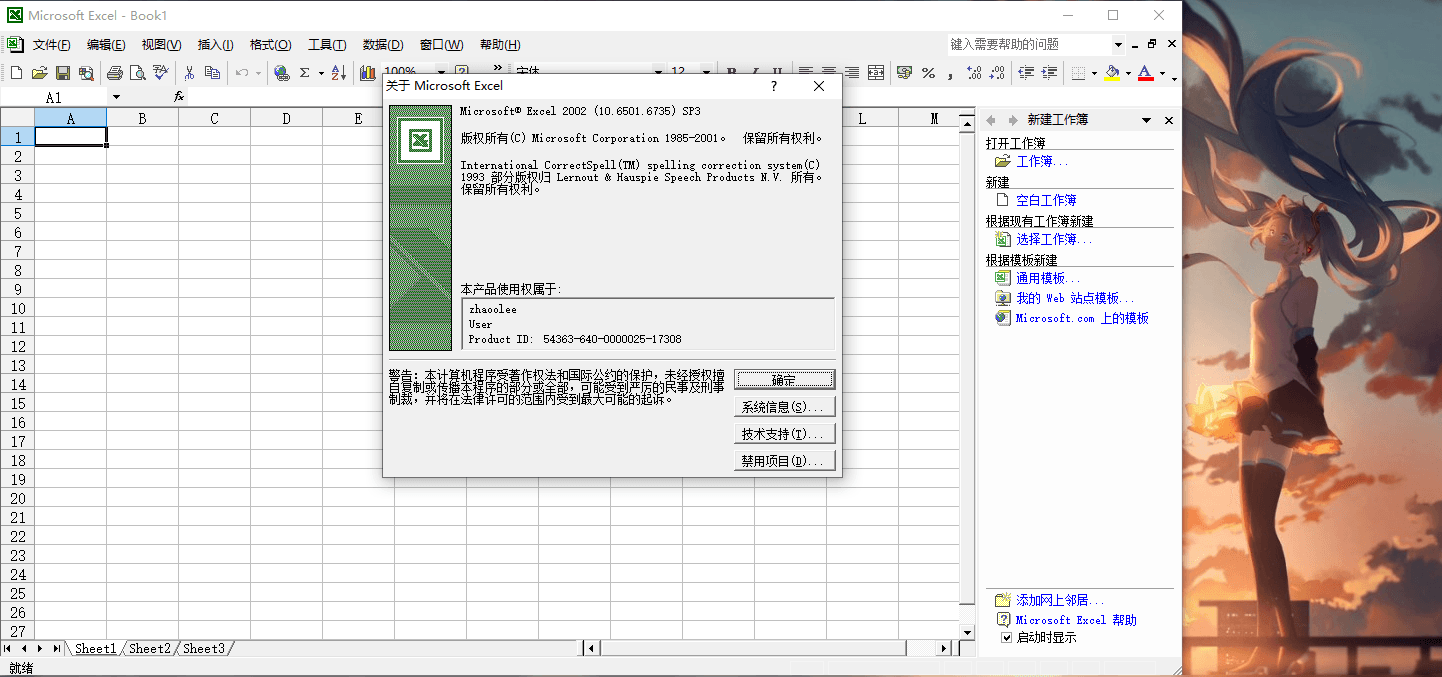 Microsoft Excel - Book1
文件(F) 编辑(E) 视图(V) 插入(I) 格式(O) 工具(T) 数据(D) 窗口(W) 帮助(H) 键入需要帮助的问题
100% 宋体 12 B I U
A1 fx
关于 Microsoft Excel
Microsoft® Excel 2002 (10.6501.6735) SP3
版权所有(C) Microsoft Corporation 1985-2001。 保留所有权利。
International CorrectSpell(TM) spelling correction system(C)
1993 部分版权归 Lernout & Hauspie Speech Products N.V. 所有。
保留所有权利。
本产品使用权属于:
zhaoolee
User
Product ID: 54363-640-0000025-17308
警告: 本计算机程序受著作权法和国际公约的保护，未经授权擅
自复制或传播本程序的部分或全部，可能受到严厉的民事及刑事
制裁，并将在法律许可的范围内受到最大可能的起诉。
确定
系统信息(S)...
技术支持(T)...
禁用项目(D)...
A B C D E L M
1
2
3
4
5
6
7
8
9
10
11
12
13
14
15
16
17
18
19
20
21
22
23
24
25
26
27
新建工作簿
打开工作簿
工作簿...
新建
空白工作簿
根据现有工作簿新建
选择工作簿...
根据模板新建
通用模板...
我的 Web 站点模板...
Microsoft.com 上的模板
添加网上邻居...
Microsoft Excel 帮助
启动时显示
Sheet1 Sheet2 Sheet3
就绪